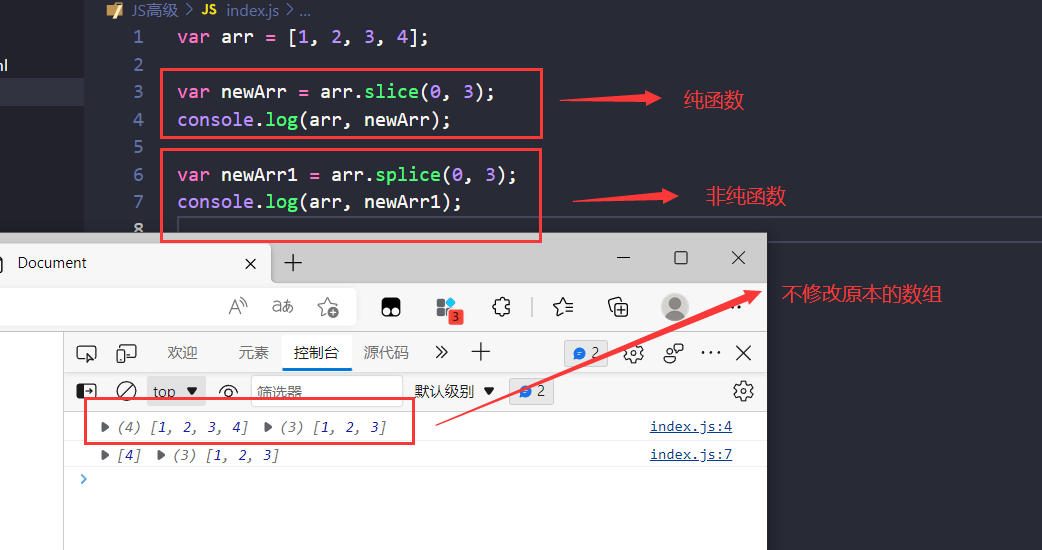 JS高级 > JS index.js > ...
1 var arr = [1, 2, 3, 4];
2
3 var newArr = arr.slice(0, 3);
4 console.log(arr, newArr);
纯函数
5
6 var newArr1 = arr.splice(0, 3);
7 console.log(arr, newArr1);
非纯函数
8
Document
不修改原本的数组
aあ
3
欢迎 元素 控制台 源代码 2
top 筛选器 默认级别 2
(4) [1, 2, 3, 4] (3) [1, 2, 3] index.js:4
[4] (3) [1, 2, 3] index.js:7